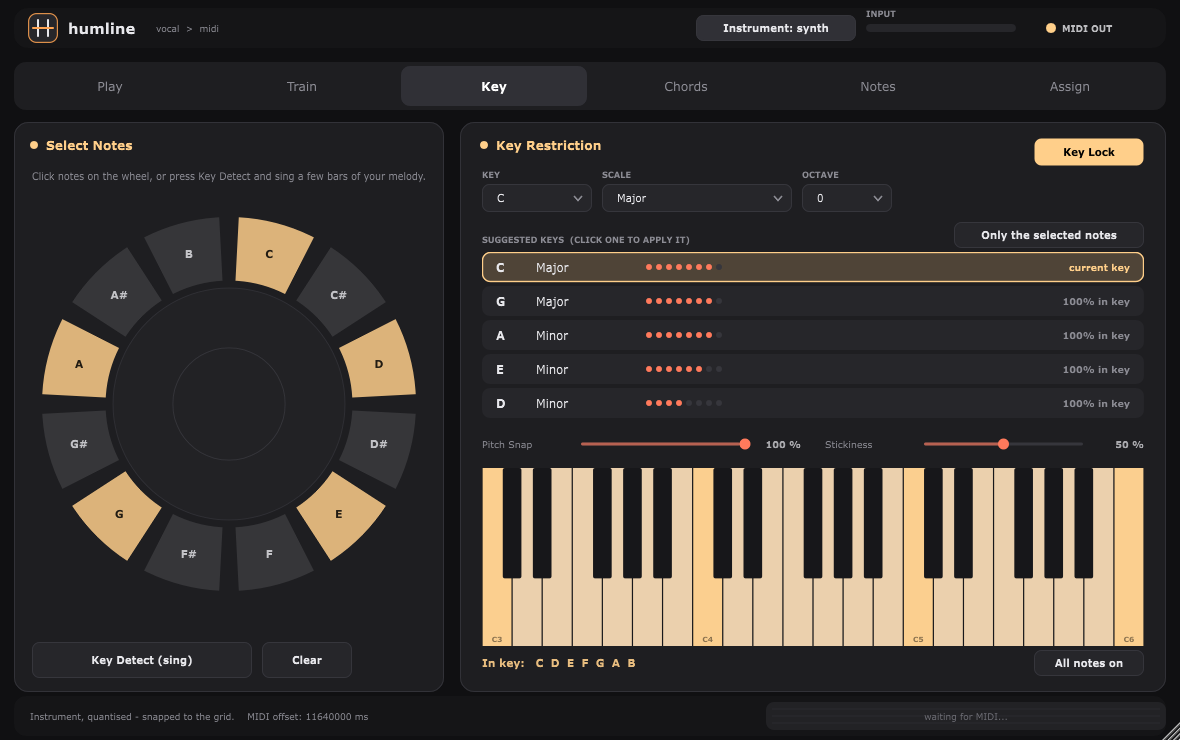 humline
vocal > midi
Instrument: synth
INPUT
MIDI OUT
Play
Train
Key
Chords
Notes
Assign
Select Notes
Click notes on the wheel, or press Key Detect and sing a few bars of your melody.
B
C
A#
C#
A
D
G#
D#
G
E
F#
F
Key Detect (sing)
Clear
Key Restriction
Key Lock
KEY
SCALE
OCTAVE
C
Major
0
SUGGESTED KEYS (CLICK ONE TO APPLY IT)
Only the selected notes
C Major current key
G Major 100% in key
A Minor 100% in key
E Minor 100% in key
D Minor 100% in key
Pitch Snap 100 % Stickiness 50 %
C3 C4 C5 C6
In key: C D E F G A B
All notes on
Instrument, quantised - snapped to the grid. MIDI offset: 11640000 ms
waiting for MIDI...